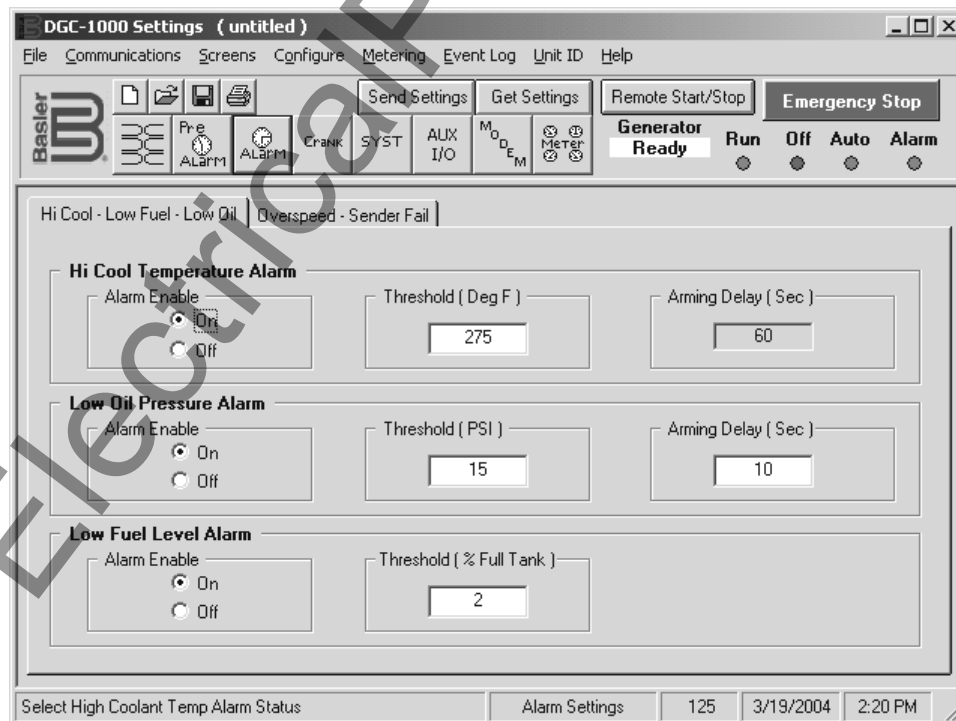 DGC-1000 Settings ( untitled )
File Communications Screens Configure Metering Event Log Unit ID Help
Basler
Send Settings Get Settings Remote Start/Stop Emergency Stop
Pre ALarm ALarm Crank SYST AUX I/O MoDEM Meter
Generator Ready Run Off Auto Alarm
Hi Cool - Low Fuel - Low Oil Overspeed - Sender Fail
Hi Cool Temperature Alarm
Alarm Enable Threshold ( Deg F ) Arming Delay ( Sec )
On
Off
275 60
Low Oil Pressure Alarm
Alarm Enable Threshold ( PSI ) Arming Delay ( Sec )
On
Off
15 10
Low Fuel Level Alarm
Alarm Enable Threshold ( % Full Tank )
On
Off
2
Select High Coolant Temp Alarm Status Alarm Settings 125 3/19/2004 2:20 PM